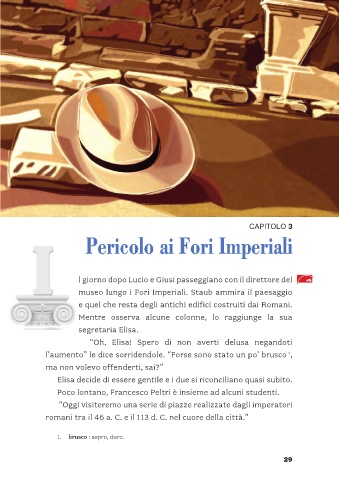 CAPITOLO 3
Pericolo ai Fori Imperiali
Il giorno dopo Lucio e Giusi passeggiano con il direttore del
museo lungo i Fori Imperiali. Staub ammira il paesaggio
e quel che resta degli antichi edifici costruiti dai Romani.
Mentre osserva alcune colonne, lo raggiunge la sua
segretaria Elisa.
“Oh, Elisa! Spero di non averti delusa negandoti
l’aumento” le dice sorridendole. “Forse sono stato un po’ brusco 1,
ma non volevo offenderti, sai?”
Elisa decide di essere gentile e i due si riconciliano quasi subito.
Poco lontano, Francesco Peltri è insieme ad alcuni studenti.
“Oggi visiteremo una serie di piazze realizzate dagli imperatori
romani tra il 46 a. C. e il 113 d. C. nel cuore della città.”
1. brusco : aspro, duro.
29